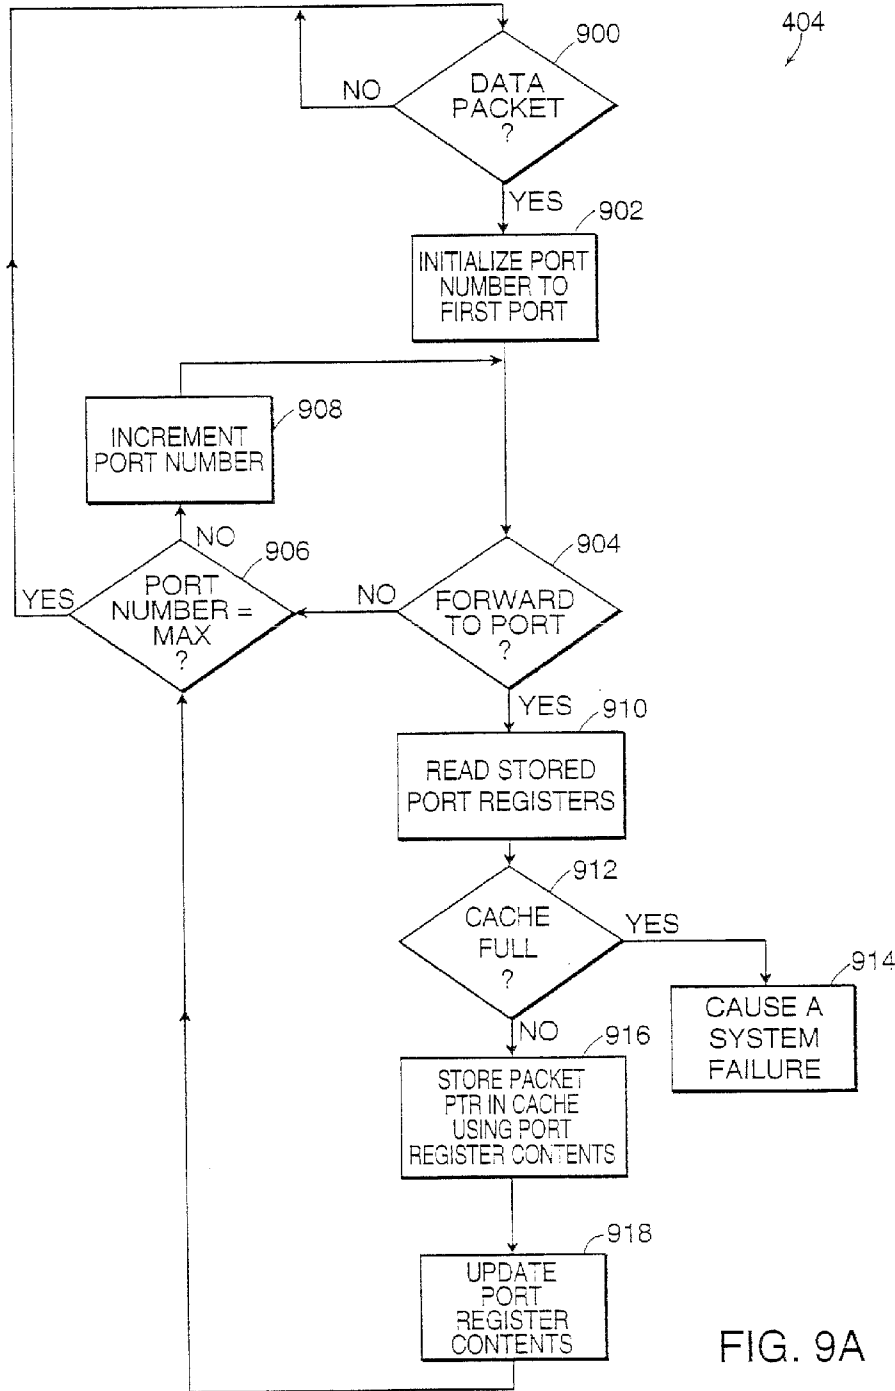 404
900
DATA
PACKET
?
NO
YES
902
INITIALIZE PORT
NUMBER TO
FIRST PORT
908
INCREMENT
PORT NUMBER
NO
906
904
YES
PORT
NUMBER =
MAX
?
NO
FORWARD
TO PORT
?
YES
910
READ STORED
PORT REGISTERS
912
CACHE
FULL
?
YES
914
CAUSE A
SYSTEM
FAILURE
NO
916
STORE PACKET
PTR IN CACHE
USING PORT
REGISTER CONTENTS
918
UPDATE
PORT
REGISTER
CONTENTS
FIG. 9A